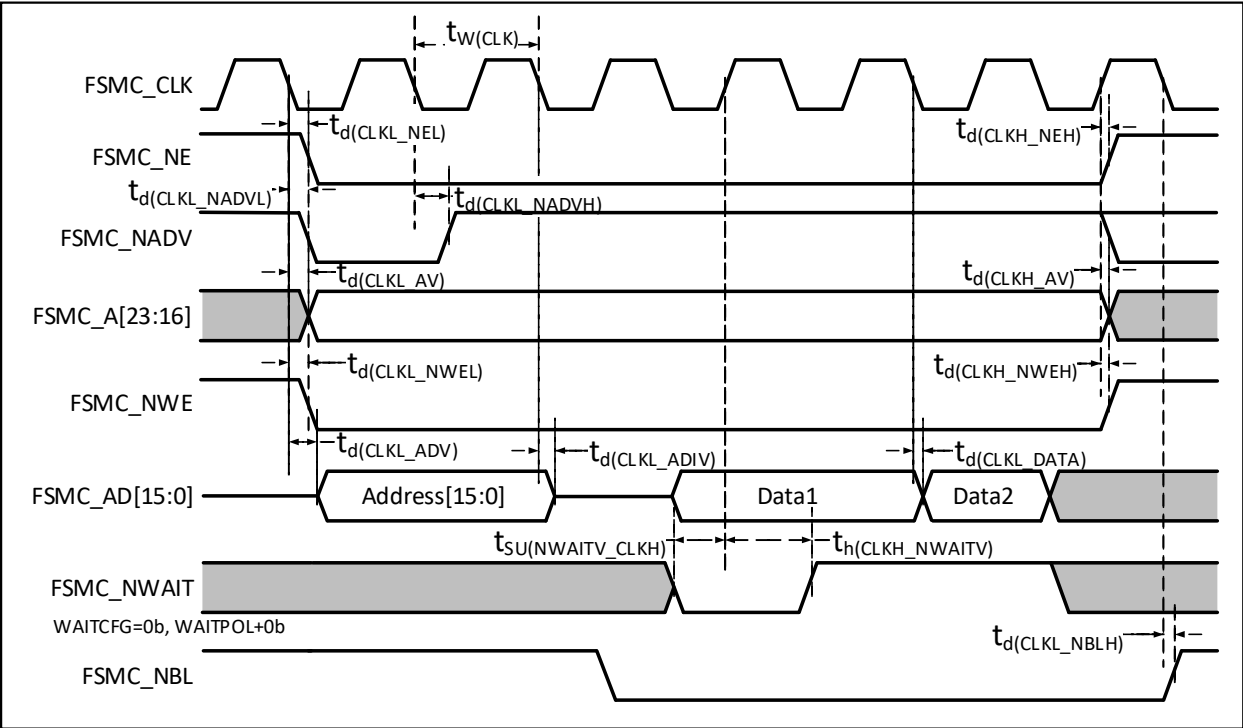 tW(CLK)
FSMC_CLK
td(CLKL_NEL)
td(CLKH_NEH)
FSMC_NE
td(CLKL_NADVL)
td(CLKL_NADVH)
FSMC_NADV
td(CLKL_AV)
td(CLKH_AV)
FSMC_A[23:16]
td(CLKL_NWEL)
td(CLKH_NWEH)
FSMC_NWE
td(CLKL_ADV)
td(CLKL_ADIV)
td(CLKL_DATA)
FSMC_AD[15:0]
Address[15:0]
Data1
Data2
tSU(NWAITV_CLKH)
th(CLKH_NWAITV)
FSMC_NWAIT
WAITCFG=0b, WAITPOL+0b
td(CLKL_NBLH)
FSMC_NBL